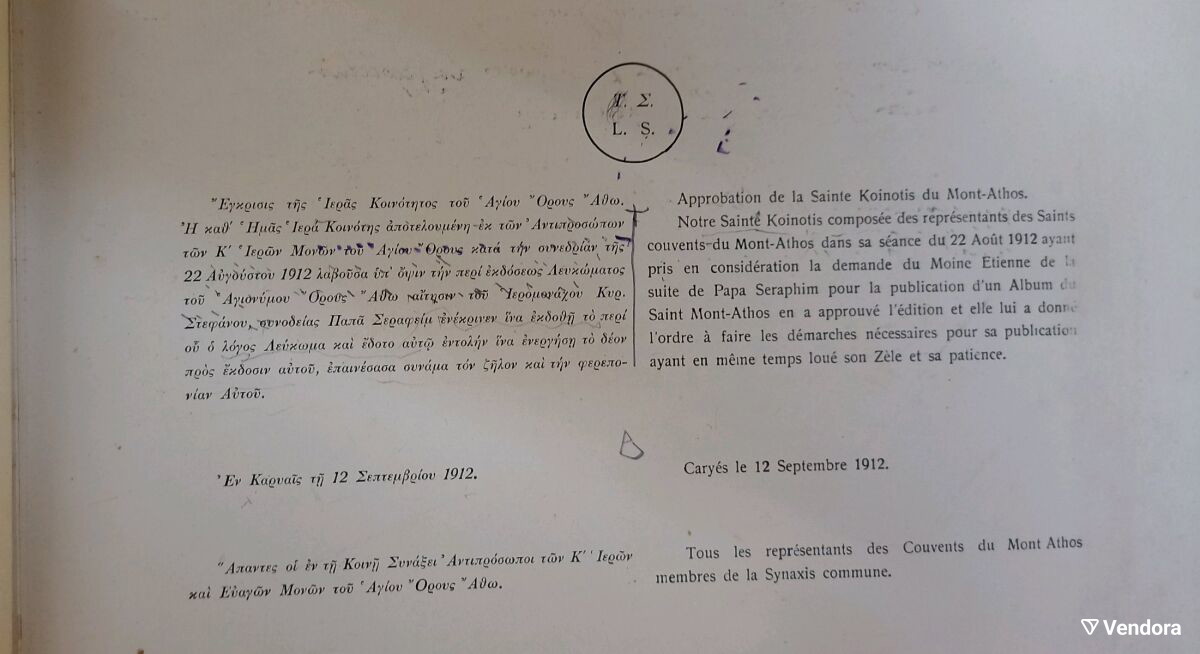 Τ. Σ.
L. S.
Ἔγκρισις τῆς Ἱερᾶς Κοινότητος τοῦ Ἁγίου Ὄρους Ἄθω.
Ἡ καθ' Ἡμᾶς Ἱερὰ Κοινότης ἀποτελουμένη ἐκ τῶν Ἀντιπροσώπων
τῶν Κ' Ἱερῶν Μονῶν τοῦ Ἁγίου Ὄρους κατὰ τὴν συνεδρίαν τῆς
22 Αὐγούστου 1912 λαβοῦσα ὑπ' ὄψιν τὴν περὶ ἐκδόσεως Λευκώματος
τοῦ Ἁγιονύμου Ὄρους Ἄθω αἴτησιν τοῦ Ἱερομονάχου Κυρ.
Στεφάνου, συνοδείας Παπᾶ Σεραφεὶμ ἐνέκρινεν ἵνα ἐκδοθῇ τὸ περὶ
οὗ ὁ λόγος Λεύκωμα καὶ ἔδοτο αὐτῷ ἐντολὴν ἵνα ἐνεργήσῃ τὸ δέον
πρὸς ἔκδοσιν αὐτοῦ, ἐπαινέσασα συνάμα τὸν ζῆλον καὶ τὴν φερεπο-
νίαν Αὐτοῦ.
Ἐν Καρυαῖς τῇ 12 Σεπτεμβρίου 1912.
Ἅπαντες οἱ ἐν τῇ Κοινῇ Συνάξει Ἀντιπρόσωποι τῶν Κ' Ἱερῶν
καὶ Εὐαγῶν Μονῶν τοῦ Ἁγίου Ὄρους Ἄθω.
Approbation de la Sainte Koinotis du Mont-Athos.
Notre Sainte Koinotis composée des représentants des Saints
couvents du Mont-Athos dans sa séance du 22 Août 1912 ayant
pris en considération la demande du Moine Étienne de la
suite de Papa Seraphim pour la publication d'un Album du
Saint Mont-Athos en a approuvé l'édition et elle lui a donné
l'ordre à faire les démarches nécessaires pour sa publication
ayant en même temps loué son Zèle et sa patience.
Caryés le 12 Septembre 1912.
Tous les représentants des Couvents du Mont Athos
membres de la Synaxis commune.
Vendora